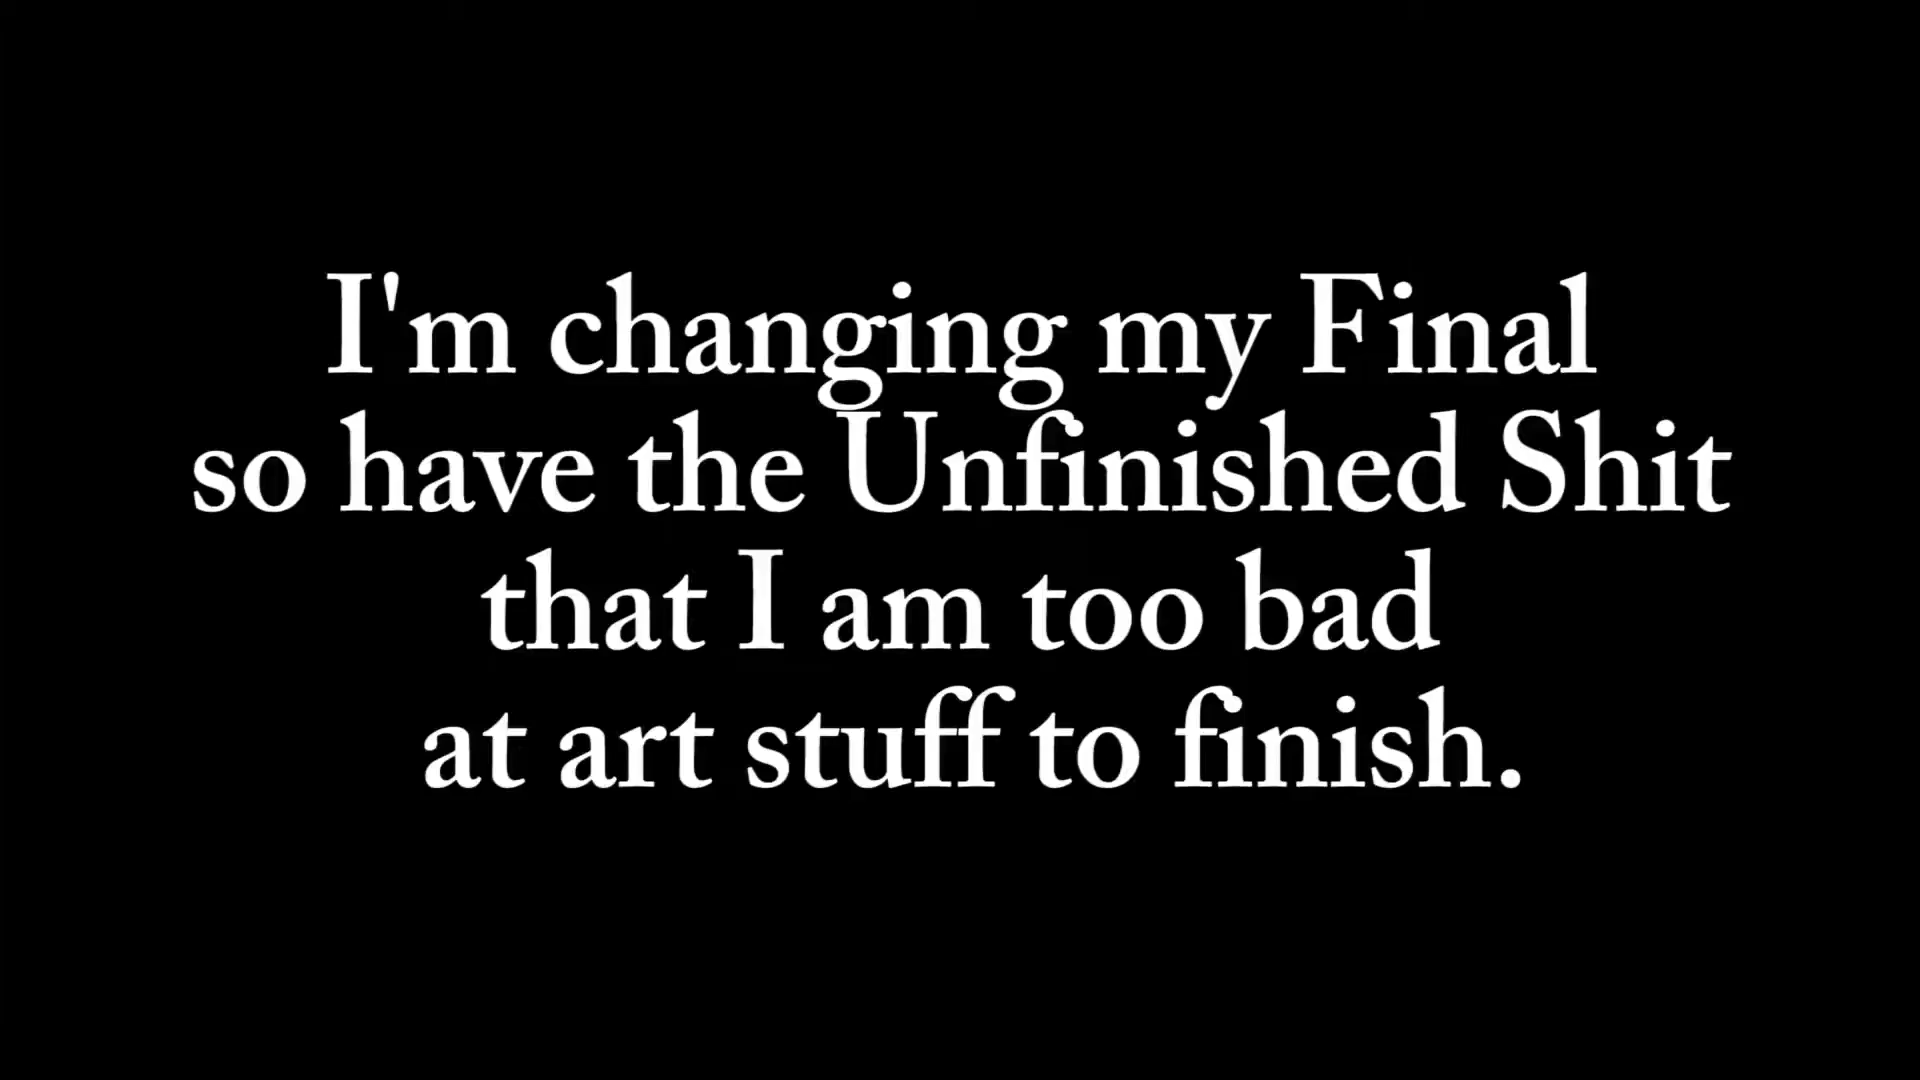 I'm changing my Final
so have the Unfinished Shit
that I am too bad
at art stuff to finish.